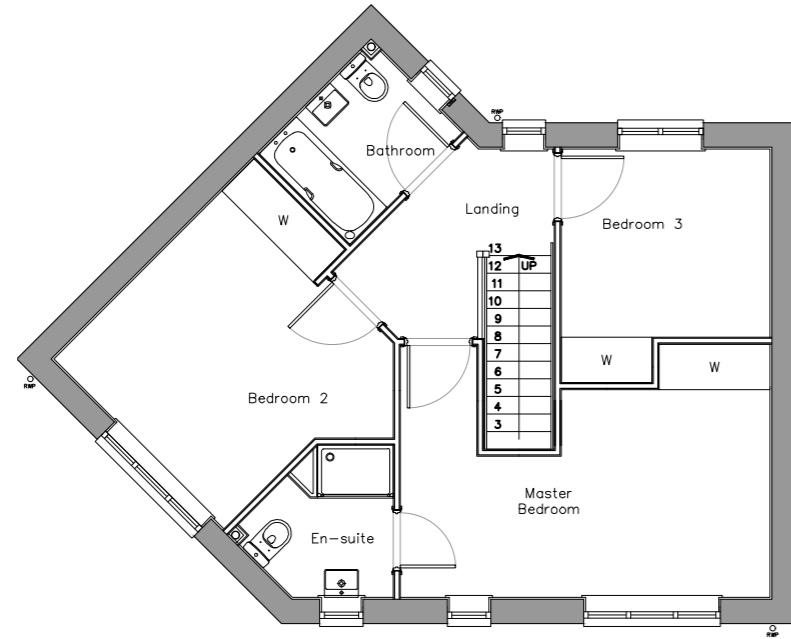 RWP
Bathroom
Landing
W
Bedroom 3
13
12 UP
11
10
9
8
7
6
5
4
3
W
W
RWP
Bedroom 2
Master
Bedroom
En-suite
RWP